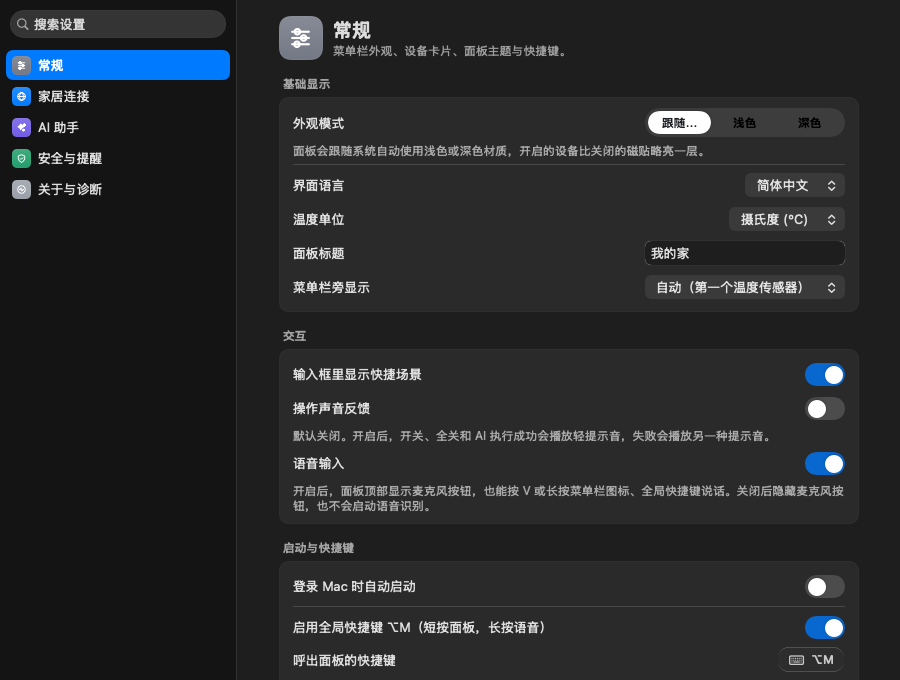 搜索设置
常规
家居连接
AI 助手
安全与提醒
关于与诊断
常规
菜单栏外观、设备卡片、面板主题与快捷键。
基础显示
外观模式
跟随… 浅色 深色
面板会跟随系统自动使用浅色或深色材质，开启的设备比关闭的磁贴略亮一层。
界面语言 简体中文
温度单位 摄氏度 (°C)
面板标题 我的家
菜单栏旁显示 自动（第一个温度传感器）
交互
输入框里显示快捷场景
操作声音反馈
默认关闭。开启后，开关、全关和 AI 执行成功会播放轻提示音，失败会播放另一种提示音。
语音输入
开启后，面板顶部显示麦克风按钮，也能按 V 或长按菜单栏图标、全局快捷键说话。关闭后隐藏麦克风按
钮，也不会启动语音识别。
启动与快捷键
登录 Mac 时自动启动
启用全局快捷键 ⌥M（短按面板，长按语音）
呼出面板的快捷键 ⌥M